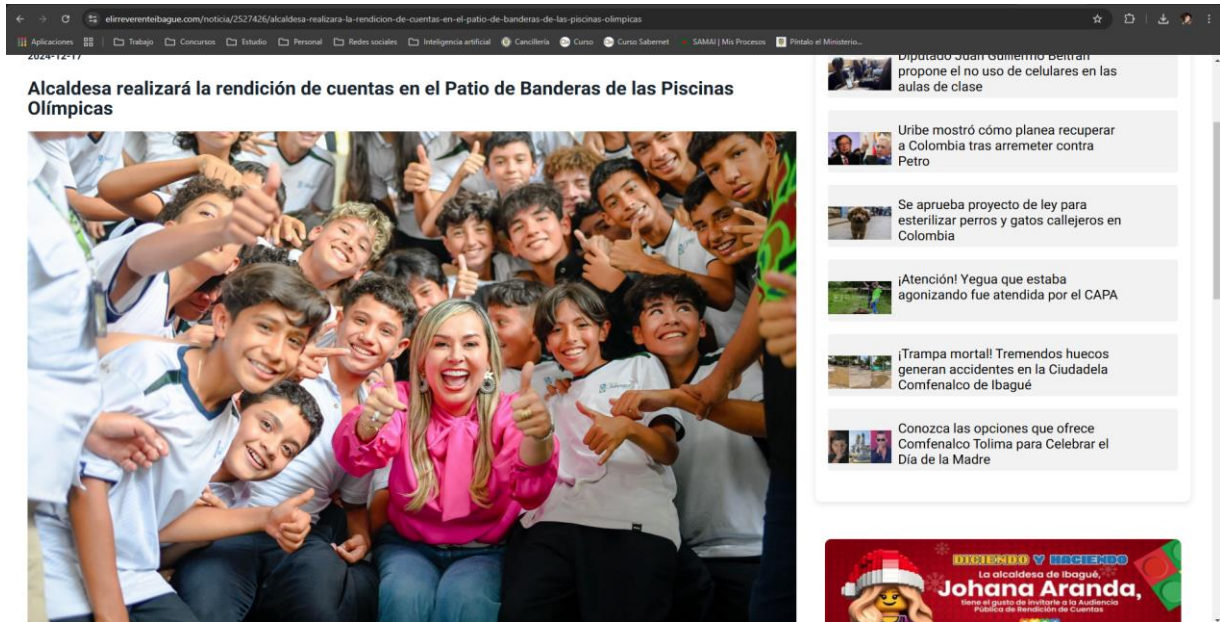 elirreverenteibague.com/noticia/2527426/alcaldesa-realizara-la-rendicion-de-cuentas-en-el-patio-de-banderas-de-las-piscinas-olimpicas
Aplicaciones
Trabajo
Concursos
Estudio
Personal
Redes sociales
Inteligencia artificial
Cancillería
Curso
Curso Sabernet
SAMAI | Mis Procesos
Píntalo el Ministerio...
2024-12-17
Alcaldesa realizará la rendición de cuentas en el Patio de Banderas de las Piscinas
Olímpicas
Diputado Juan Guillermo Beltrán
propone el no uso de celulares en las
aulas de clase
Uribe mostró cómo planea recuperar
a Colombia tras arremeter contra
Petro
Se aprueba proyecto de ley para
esterilizar perros y gatos callejeros en
Colombia
¡Atención! Yegua que estaba
agonizando fue atendida por el CAPA
¡Trampa mortal! Tremendos huecos
generan accidentes en la Ciudadela
Comfenalco de Ibagué
Conozca las opciones que ofrece
Comfenalco Tolima para Celebrar el
Día de la Madre
DICIENDO Y HACIENDO
La alcaldesa de Ibagué,
Johana Aranda,
tiene el gusto de invitarle a la Audiencia
Pública de Rendición de Cuentas